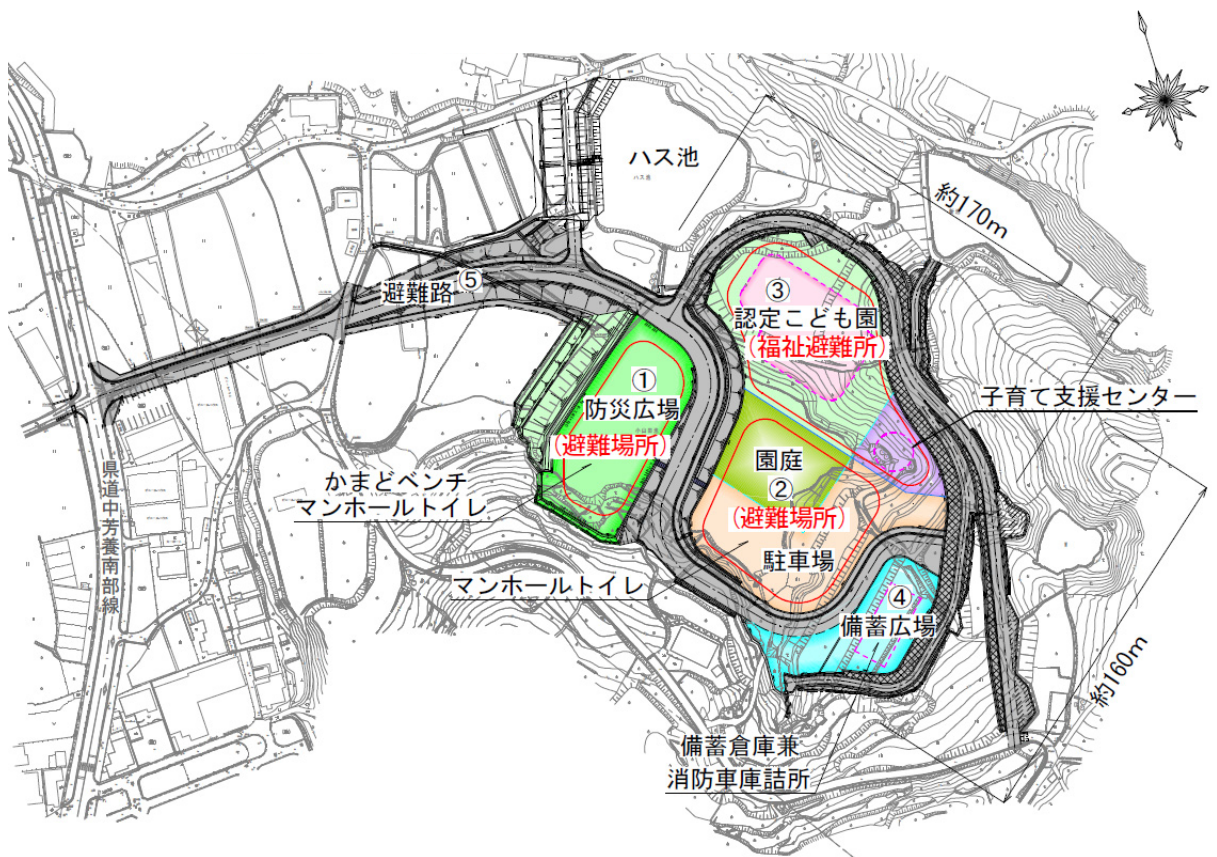 ハス池
ハス池
約170m
⑤
避難路
③
認定こども園
(福祉避難所)
①
防災広場
(避難場所)
子育て支援センター
園庭
②
(避難場所)
かまどベンチ
マンホールトイレ
県道中芳養南部線
駐車場
マンホールトイレ
④
備蓄広場
約160m
備蓄倉庫兼
消防車庫詰所